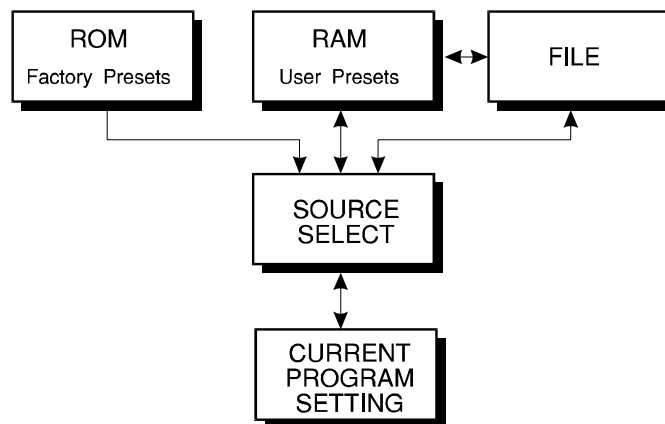 ROM
Factory Presets
RAM
User Presets
FILE
SOURCE
SELECT
CURRENT
PROGRAM
SETTING